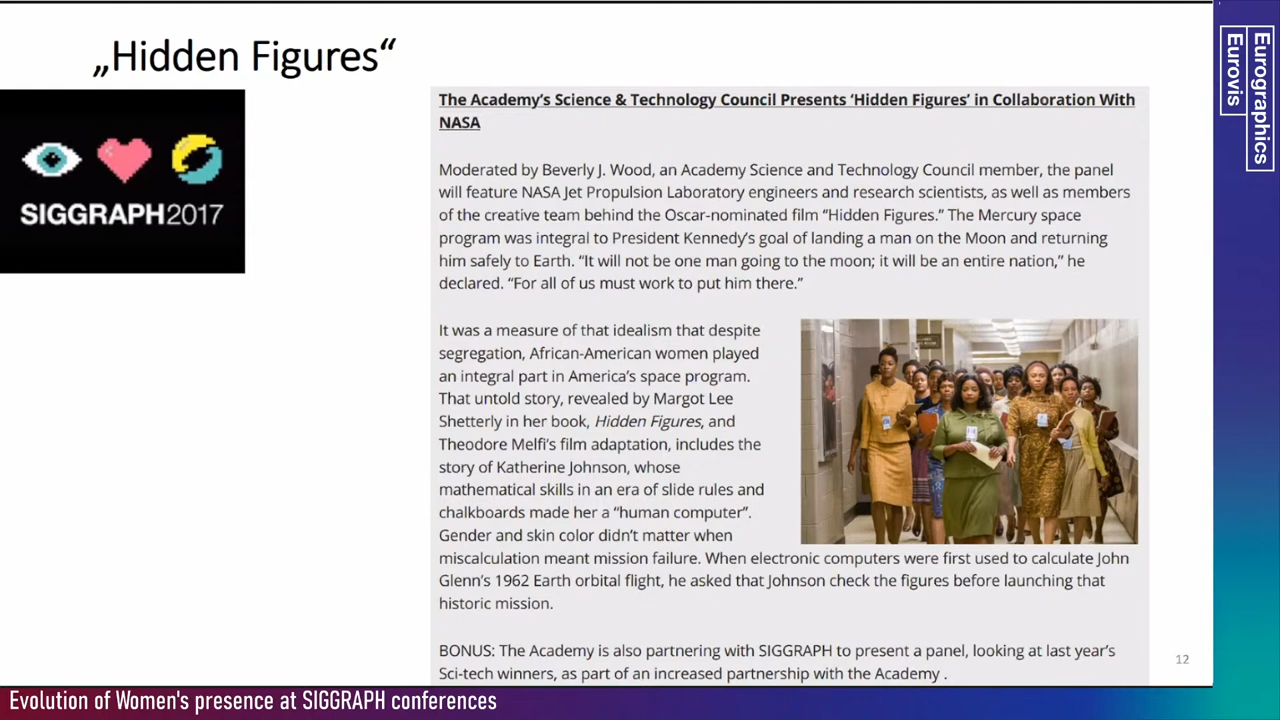 „Hidden Figures“
SIGGRAPH2017
The Academy’s Science & Technology Council Presents ‘Hidden Figures’ in Collaboration With
NASA
Moderated by Beverly J. Wood, an Academy Science and Technology Council member, the panel
will feature NASA Jet Propulsion Laboratory engineers and research scientists, as well as members
of the creative team behind the Oscar-nominated film “Hidden Figures.” The Mercury space
program was integral to President Kennedy’s goal of landing a man on the Moon and returning
him safely to Earth. “It will not be one man going to the moon; it will be an entire nation,” he
declared. “For all of us must work to put him there.”
It was a measure of that idealism that despite
segregation, African-American women played
an integral part in America’s space program.
That untold story, revealed by Margot Lee
Shetterly in her book, Hidden Figures, and
Theodore Melfi’s film adaptation, includes the
story of Katherine Johnson, whose
mathematical skills in an era of slide rules and
chalkboards made her a “human computer”.
Gender and skin color didn’t matter when
miscalculation meant mission failure. When electronic computers were first used to calculate John
Glenn’s 1962 Earth orbital flight, he asked that Johnson check the figures before launching that
historic mission.
BONUS: The Academy is also partnering with SIGGRAPH to present a panel, looking at last year’s
Sci-tech winners, as part of an increased partnership with the Academy .
12
Eurographics
Eurovis
Evolution of Women's presence at SIGGRAPH conferences